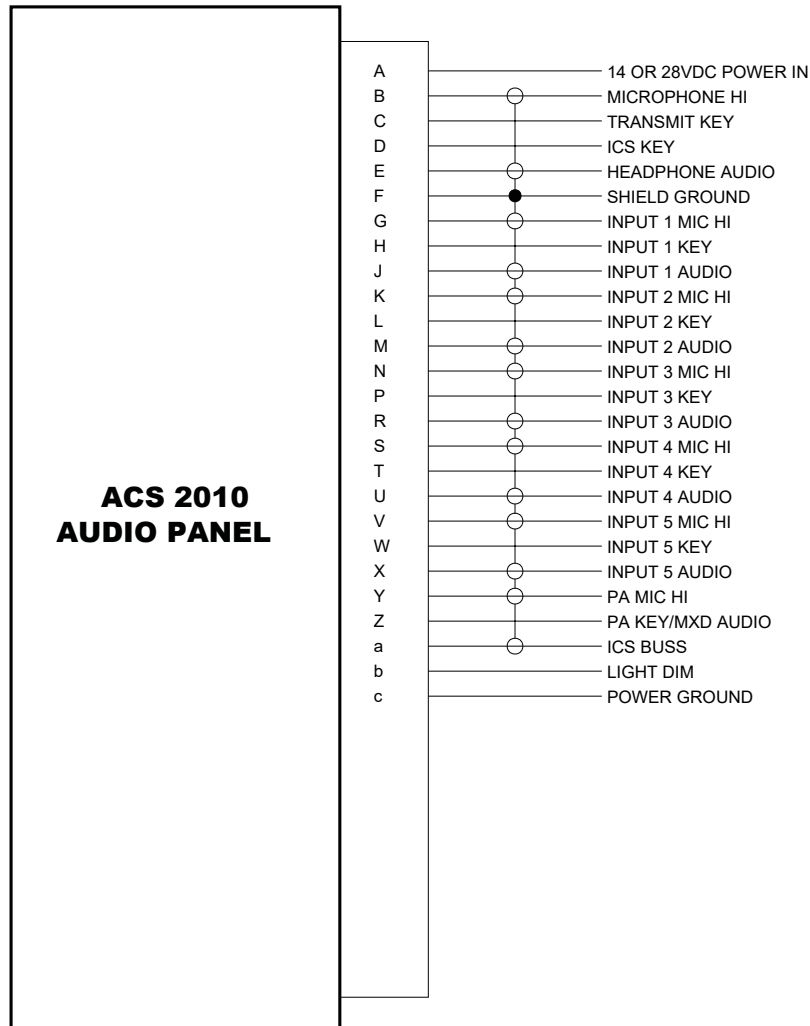 ACS 2010
AUDIO PANEL
A 14 OR 28VDC POWER IN
B MICROPHONE HI
C TRANSMIT KEY
D ICS KEY
E HEADPHONE AUDIO
F SHIELD GROUND
G INPUT 1 MIC HI
H INPUT 1 KEY
J INPUT 1 AUDIO
K INPUT 2 MIC HI
L INPUT 2 KEY
M INPUT 2 AUDIO
N INPUT 3 MIC HI
P INPUT 3 KEY
R INPUT 3 AUDIO
S INPUT 4 MIC HI
T INPUT 4 KEY
U INPUT 4 AUDIO
V INPUT 5 MIC HI
W INPUT 5 KEY
X INPUT 5 AUDIO
Y PA MIC HI
Z PA KEY/MXD AUDIO
a ICS BUSS
b LIGHT DIM
c POWER GROUND